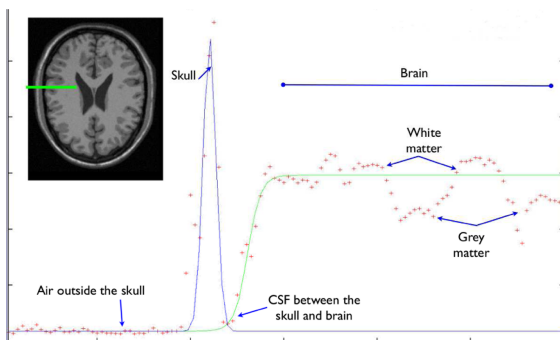 Skull
Brain
White
matter
Grey
matter
Air outside the skull
CSF between the
skull and brain